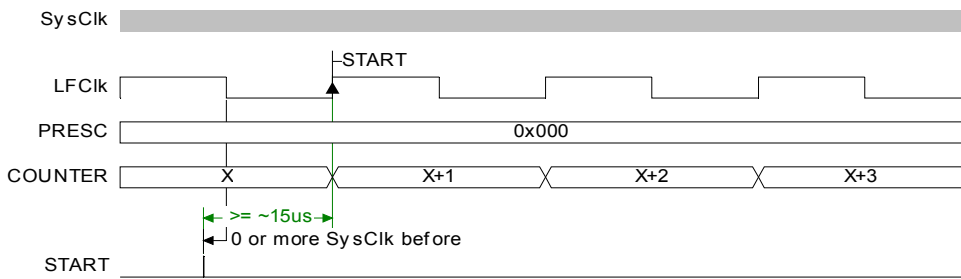 SysClk
START
LFClk
PRESC 0x000
COUNTER X X+1 X+2 X+3
>= ~15us
0 or more SysClk before
START